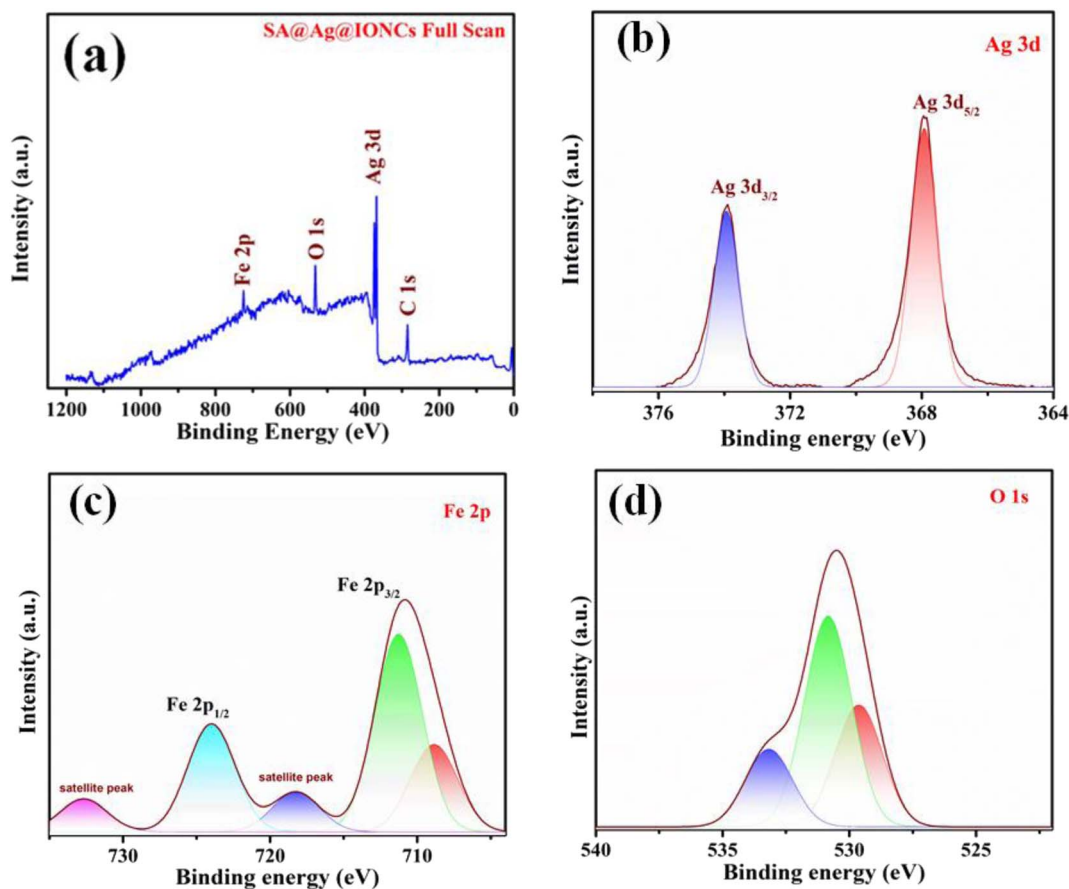 (a)
SA@Ag@IONCs Full Scan
Fe 2p
O 1s
Ag 3d
C 1s
Intensity (a.u.)
1200 1000 800 600 400 200 0
Binding Energy (eV)
(b)
Ag 3d
Ag 3d3/2
Ag 3d5/2
Intensity (a.u.)
376 372 368 364
Binding energy (eV)
(c)
Fe 2p
Fe 2p3/2
Fe 2p1/2
satellite peak
satellite peak
Intensity (a.u.)
730 720 710
Binding energy (eV)
(d)
O 1s
Intensity (a.u.)
540 535 530 525
Binding energy (eV)